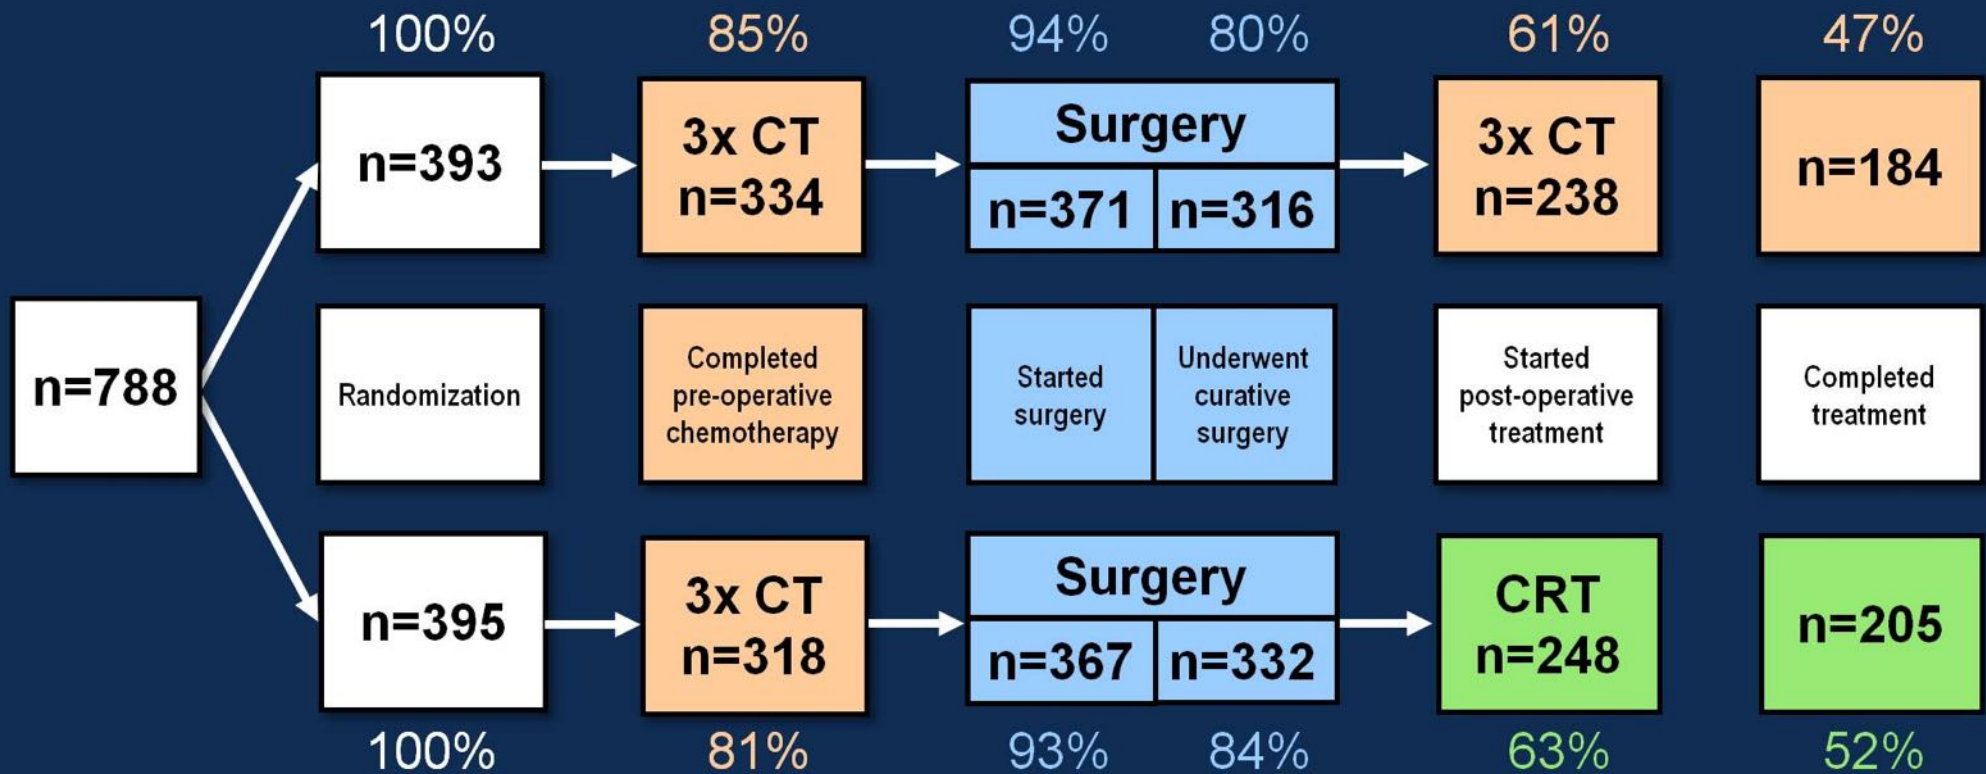 100% 85% 94% 80% 61% 47%
n=393
3x CT
n=334
Surgery
n=371 n=316
3x CT
n=238
n=184
n=788
Randomization
Completed
pre-operative
chemotherapy
Started
surgery
Underwent
curative
surgery
Started
post-operative
treatment
Completed
treatment
n=395
3x CT
n=318
Surgery
n=367 n=332
CRT
n=248
n=205
100% 81% 93% 84% 63% 52%